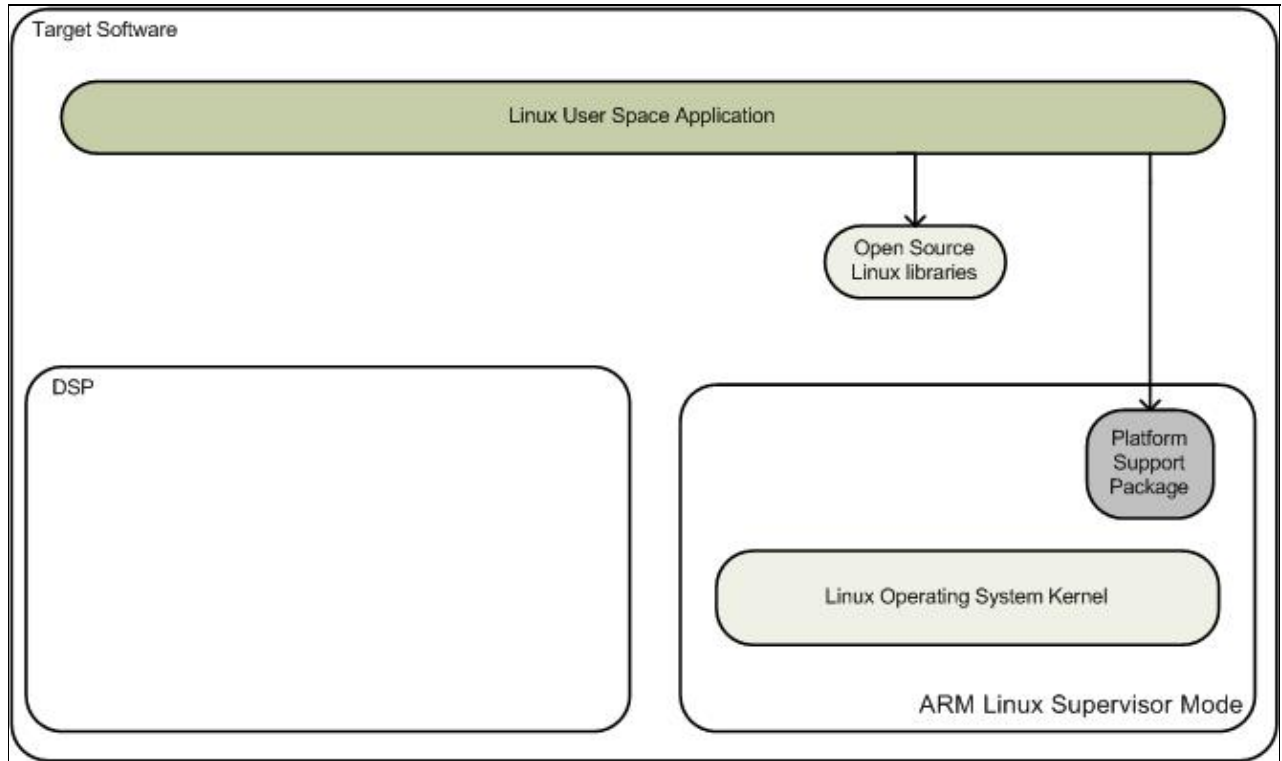 Target Software
Linux User Space Application
Open Source
Linux libraries
DSP
Platform
Support
Package
Linux Operating System Kernel
ARM Linux Supervisor Mode